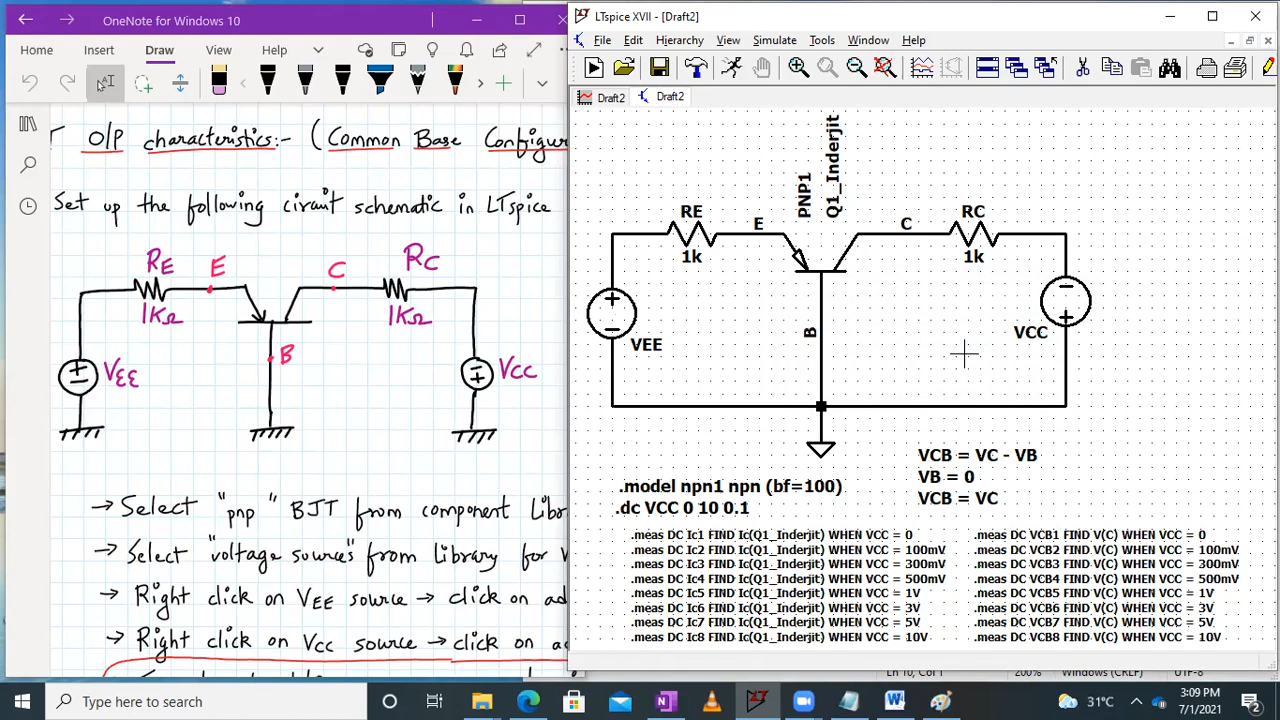 OneNote for Windows 10
Home Insert Draw View Help
O/P characteristics:- (Common Base Configur
Set up the following ciruit schematic in LTspice
RE
E
C
RC
1KΩ
1KΩ
B
VEE
VCC
→ Select "pnp" BJT from component Libr
→ Select "voltage source" from library for V
→ Right click on VEE source → click on ad
→ Right click on Vcc source → click on a
LTspice XVII - [Draft2]
File Edit Hierarchy View Simulate Tools Window Help
Draft2 Draft2
PNP1
Q1_Inderjit
RE
E
C
RC
1k
1k
B
VEE
VCC
VCB = VC - VB
VB = 0
VCB = VC
.model npn1 npn (bf=100)
.dc VCC 0 10 0.1
.meas DC Ic1 FIND Ic(Q1_Inderjit) WHEN VCC = 0
.meas DC Ic2 FIND Ic(Q1_Inderjit) WHEN VCC = 100mV
.meas DC Ic3 FIND Ic(Q1_Inderjit) WHEN VCC = 300mV
.meas DC Ic4 FIND Ic(Q1_Inderjit) WHEN VCC = 500mV
.meas DC Ic5 FIND Ic(Q1_Inderjit) WHEN VCC = 1V
.meas DC Ic6 FIND Ic(Q1_Inderjit) WHEN VCC = 3V
.meas DC Ic7 FIND Ic(Q1_Inderjit) WHEN VCC = 5V
.meas DC Ic8 FIND Ic(Q1_Inderjit) WHEN VCC = 10V
.meas DC VCB1 FIND V(C) WHEN VCC = 0
.meas DC VCB2 FIND V(C) WHEN VCC = 100mV
.meas DC VCB3 FIND V(C) WHEN VCC = 300mV
.meas DC VCB4 FIND V(C) WHEN VCC = 500mV
.meas DC VCB5 FIND V(C) WHEN VCC = 1V
.meas DC VCB6 FIND V(C) WHEN VCC = 3V
.meas DC VCB7 FIND V(C) WHEN VCC = 5V
.meas DC VCB8 FIND V(C) WHEN VCC = 10V
Type here to search
31°C
3:09 PM
7/1/2021
2